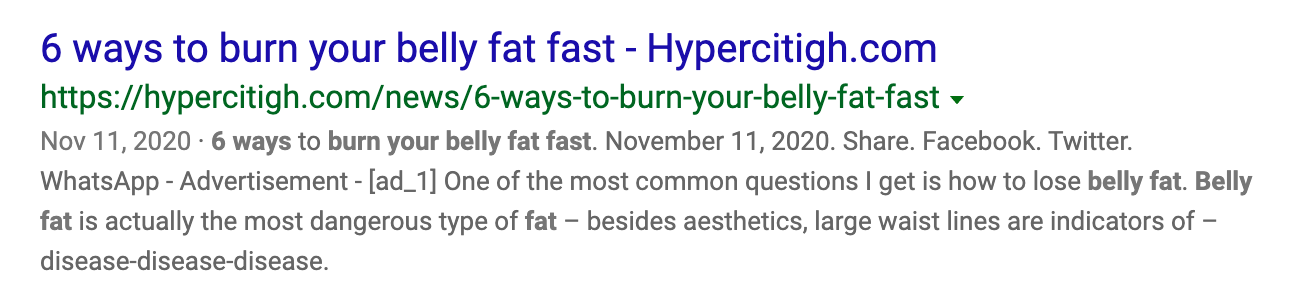 6 ways to burn your belly fat fast - Hypercitigh.com
https://hypercitigh.com/news/6-ways-to-burn-your-belly-fat-fast
Nov 11, 2020 · 6 ways to burn your belly fat fast. November 11, 2020. Share. Facebook. Twitter.
WhatsApp - Advertisement - [ad_1] One of the most common questions I get is how to lose belly fat. Belly
fat is actually the most dangerous type of fat – besides aesthetics, large waist lines are indicators of –
disease-disease-disease.